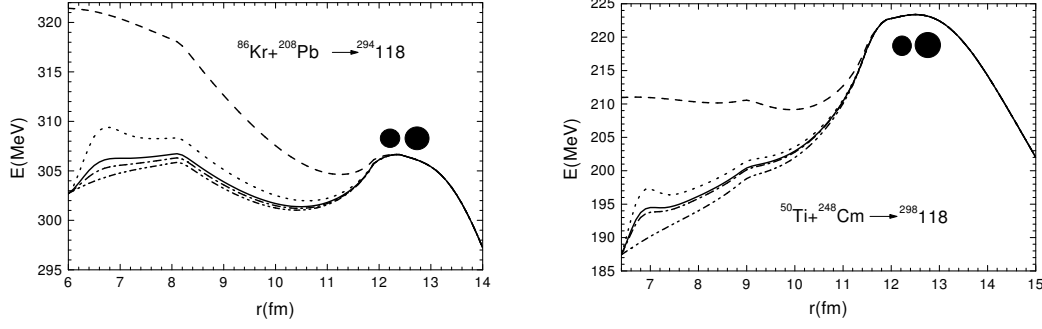 320
315
310
305
300
295
E(MeV)
⁸⁶Kr+²⁰⁸Pb → ²⁹⁴118
6 7 8 9 10 11 12 13 14
r(fm)
225
220
215
210
205
200
195
190
185
E(MeV)
⁵⁰Ti+²⁴⁸Cm → ²⁹⁸118
7 8 9 10 11 12 13 14 15
r(fm)